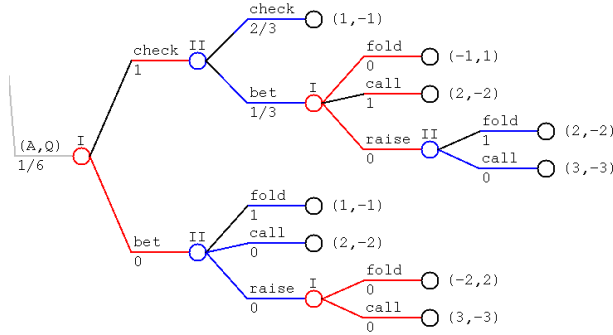 check
2/3
(1,-1)
II
check
1
fold
0
(-1,1)
bet
1/3
I
call
1
(2,-2)
raise
0
II
fold
1
(2,-2)
call
0
(3,-3)
(A,Q)
1/6
I
bet
0
II
fold
1
(1,-1)
call
0
(2,-2)
raise
0
I
fold
0
(-2,2)
call
0
(3,-3)